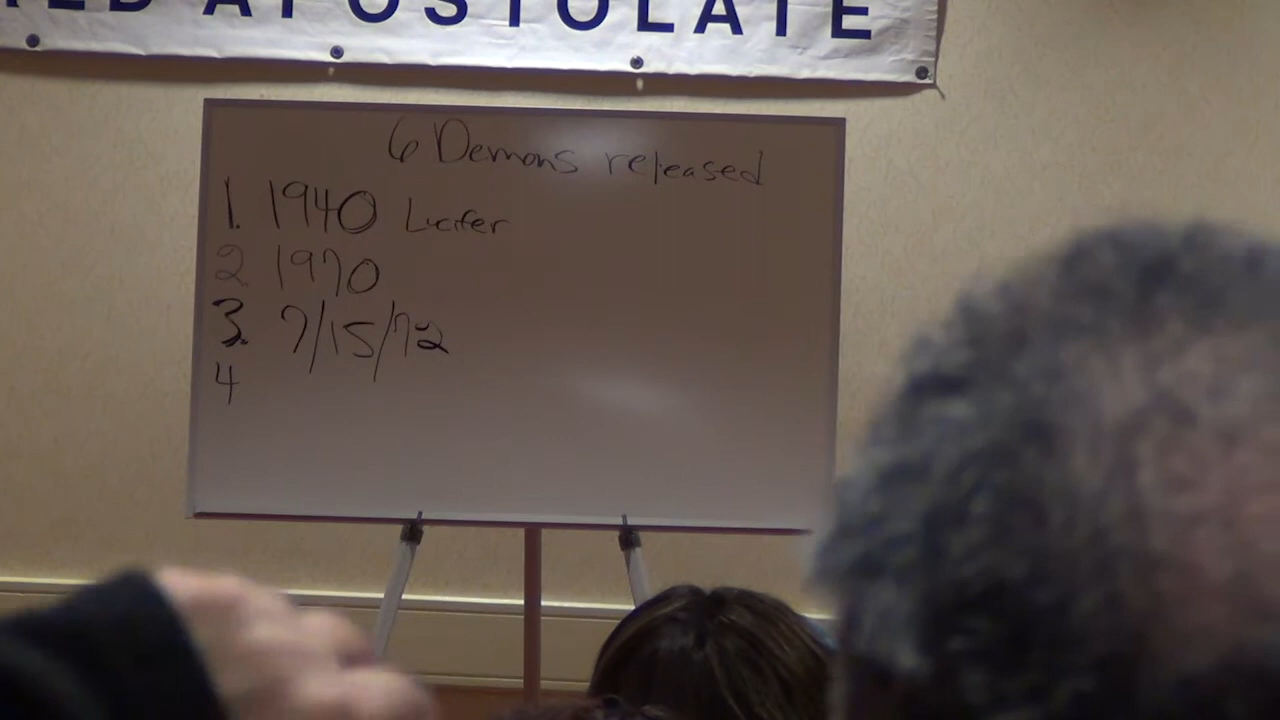 APOSTOLATE
6 Demons released
1. 1940 Lucifer
2 1970
3. 7/15/72
4